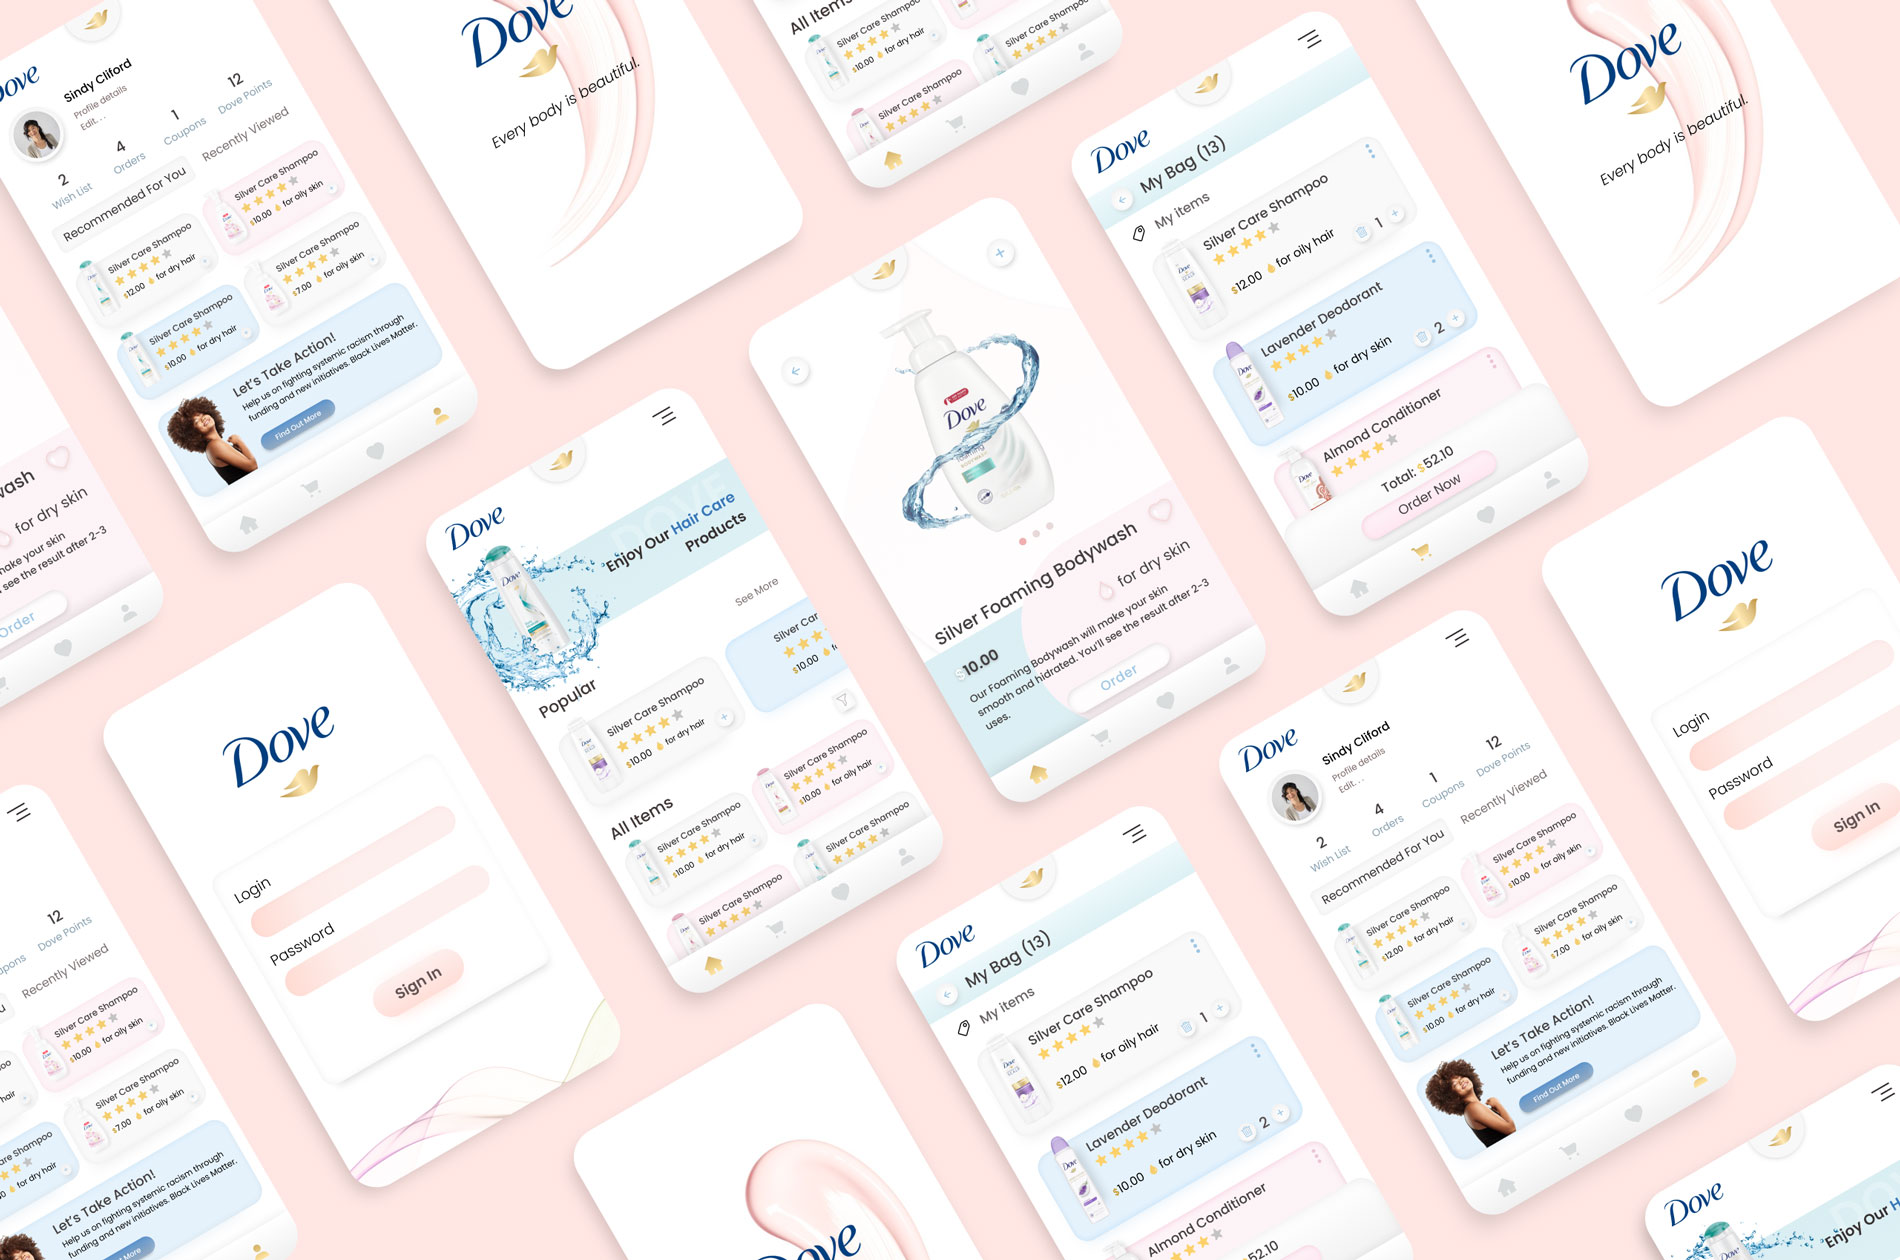 Dove
Sindy Cliford
Profile details
Edit...
2
Wish List
4
Orders
1
Coupons
12
Dove Points
Recommended For You
Recently Viewed
Silver Care Shampoo
$12.00 for dry hair
Silver Care Shampoo
$10.00 for oily skin
Silver Care Shampoo
$10.00 for dry hair
Silver Care Shampoo
$7.00 for oily skin
Let's Take Action!
Help us on fighting systemic racism through
funding and new initiatives. Black Lives Matter.
Find Out More
Dove
Every body is beautiful.
All Items
Silver Care Shampoo
$10.00 for dry hair
Silver Care Shampoo
Silver Care Shampoo
Dove
My Bag (13)
My items
Silver Care Shampoo
$12.00 for oily hair
1
Lavender Deodorant
$10.00 for dry skin
2
Almond Conditioner
Total: $52.10
Order Now
Dove
Every body is beautiful.
for dry skin
make your skin
see the result after 2-3
Order
Dove
Login
Password
Sign In
Dove
DOVE
Enjoy Our Hair Care
Products
See More
Popular
Silver Care Shampoo
$10.00 for dry hair
Silver Car
$10.00
All Items
Silver Care Shampoo
$10.00 for dry hair
Silver Care Shampoo
$10.00 for oily hair
Silver Care Shampoo
Silver Care Shampoo
Dove
Silver Foaming Bodywash
for dry skin
$10.00
Our Foaming Bodywash will make your skin
smooth and hidrated. You'll see the result after 2-3
uses.
Order
Dove
Login
Password
Sign In
Dove
Sindy Cliford
Profile details
Edit...
2
Wish List
4
Orders
1
Coupons
12
Dove Points
Recommended For You
Recently Viewed
Silver Care Shampoo
$12.00 for dry hair
Silver Care Shampoo
$10.00 for oily skin
Silver Care Shampoo
$10.00 for dry hair
Silver Care Shampoo
$7.00 for oily skin
Let's Take Action!
Help us on fighting systemic racism through
funding and new initiatives. Black Lives Matter.
Find Out More
Dove
My Bag (13)
My items
Silver Care Shampoo
$12.00 for oily hair
1
Lavender Deodorant
$10.00 for dry skin
2
Almond Conditioner
$52.10
12
Dove Points
Recently Viewed
Silver Care Shampoo
$10.00 for oily skin
Silver Care Shampoo
$7.00 for oily skin
Let's Take Action!
Help us on fighting systemic racism through
funding and new initiatives. Black Lives Matter.
Dove
Dove
Enjoy Our H